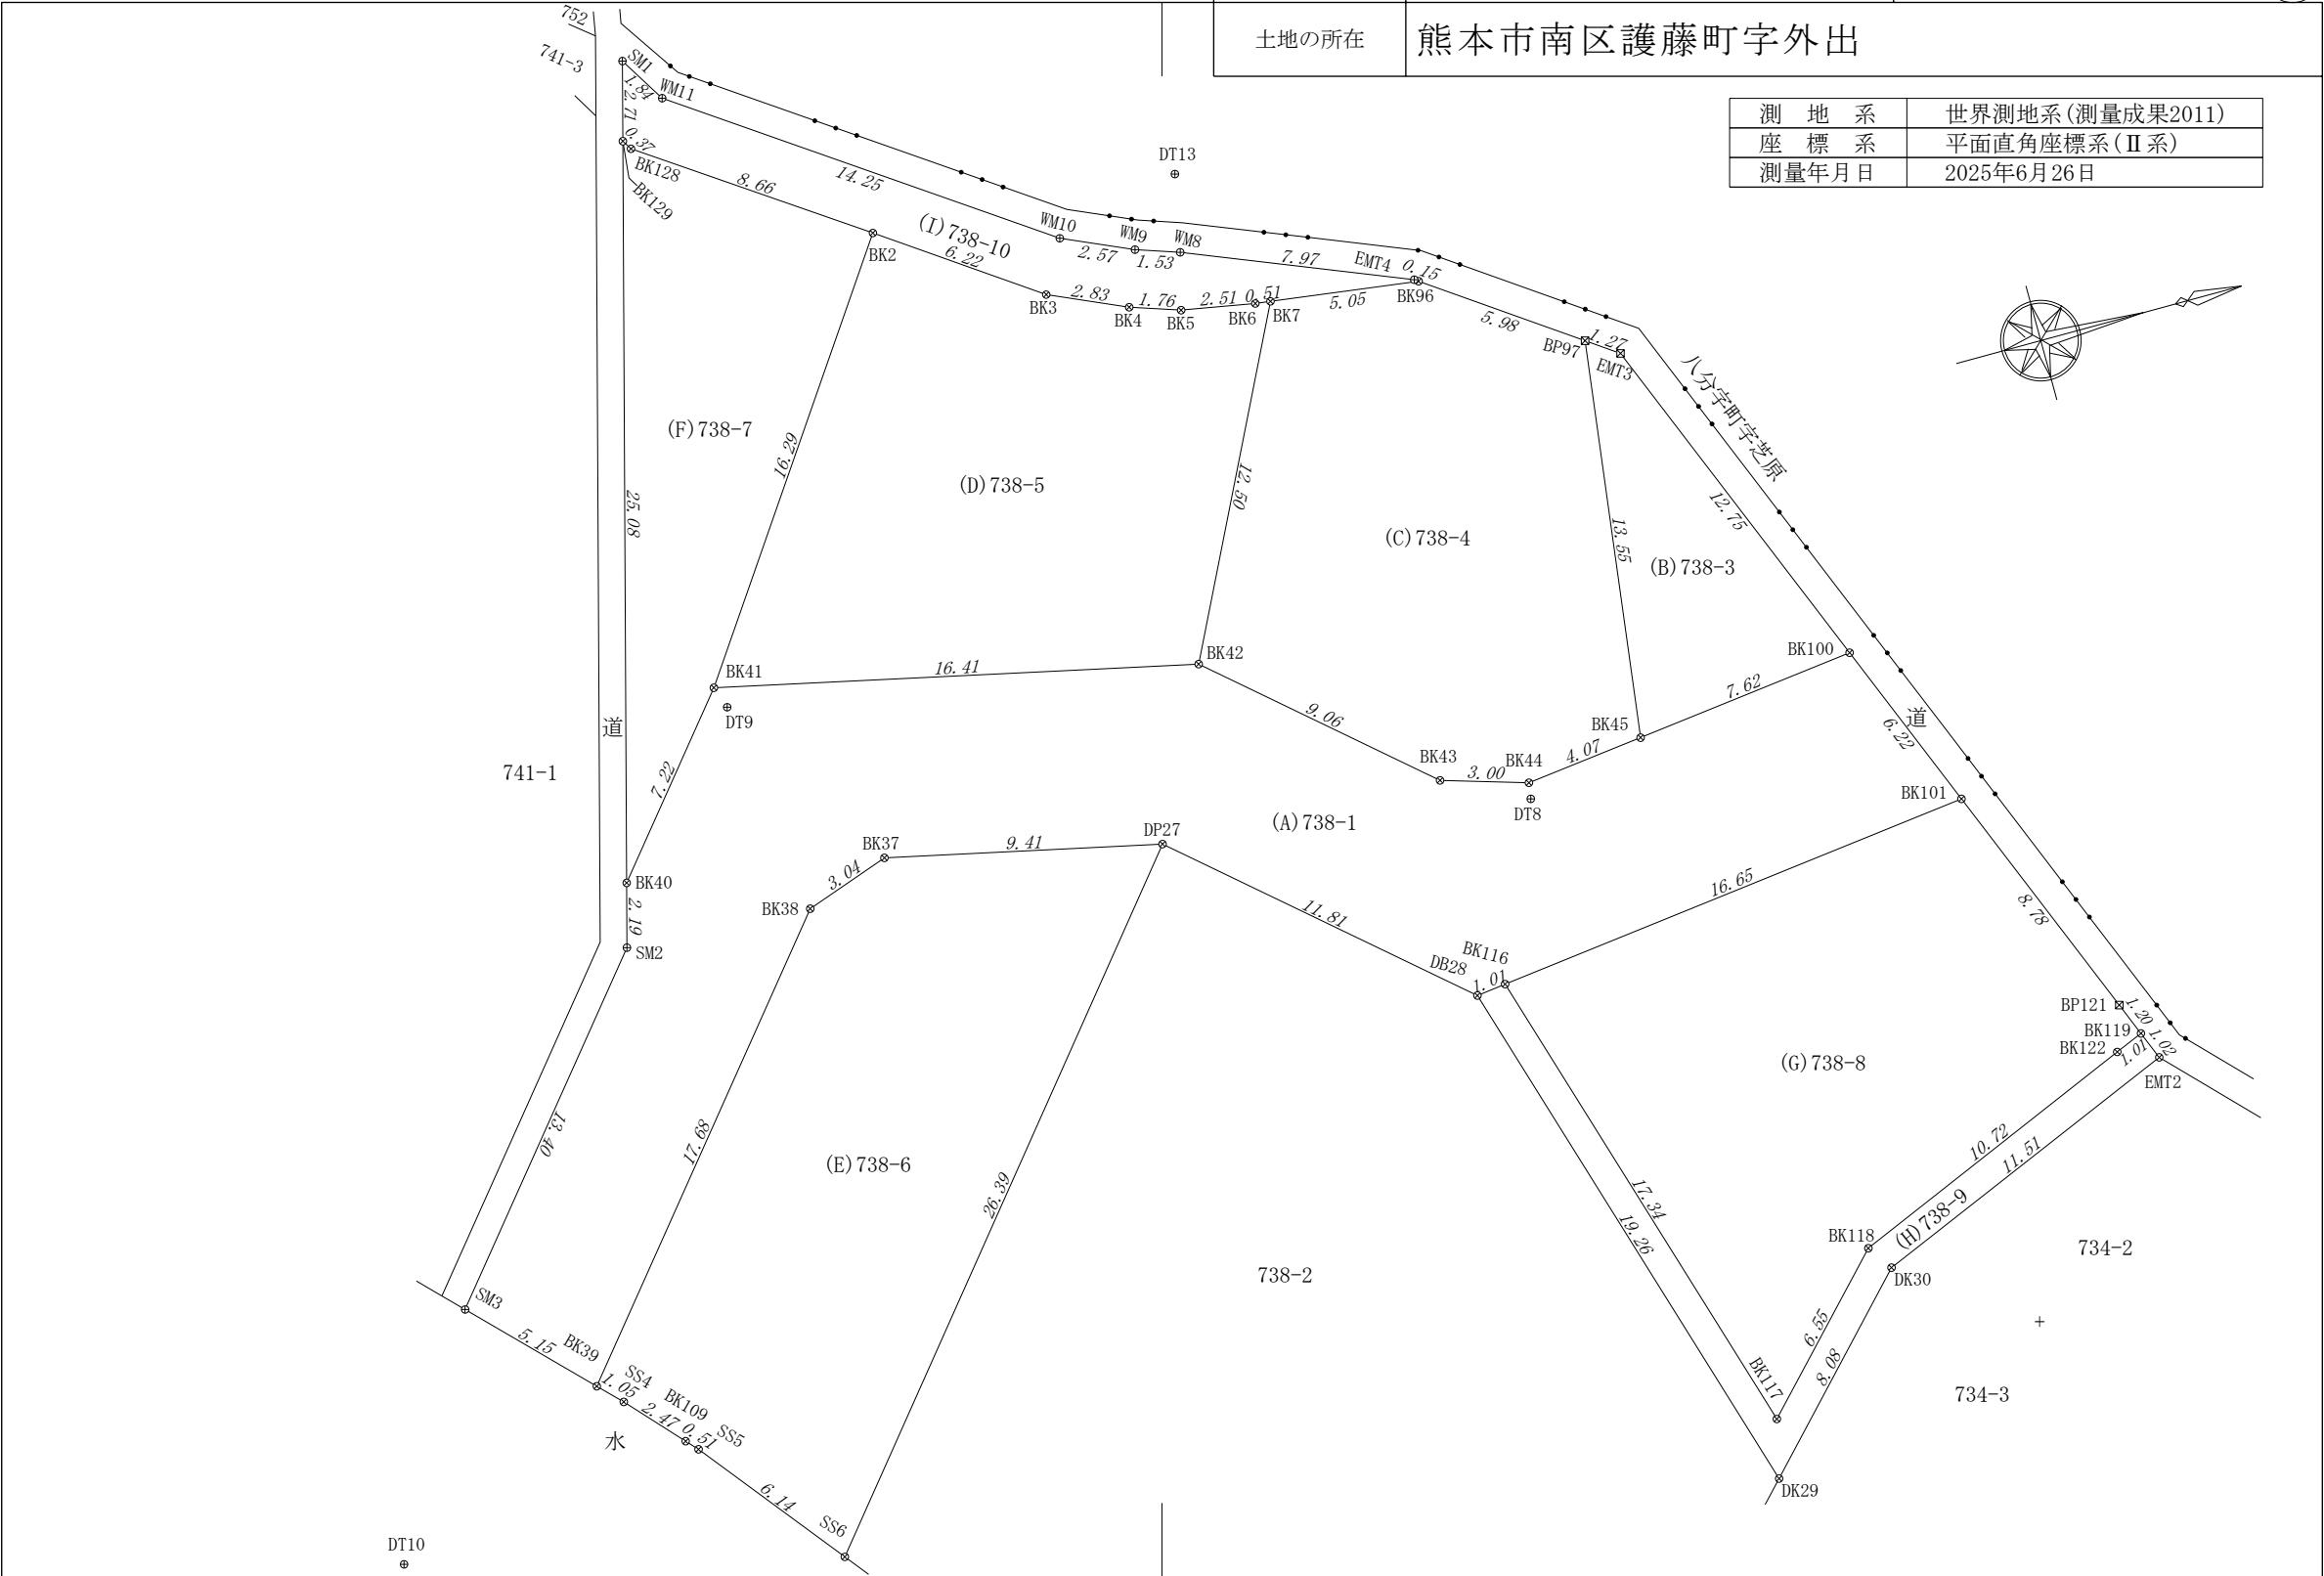 土地の所在 熊本市南区護藤町字外出
測 地 系 世界測地系(測量成果2011)
座 標 系 平面直角座標系(Ⅱ系)
測量年月日 2025年6月26日
752
741-3
SM1
1.84
WM11
2.71
0.37
BK128
BK129
8.66
14.25
DT13
BK2
(I)738-10
6.22
WM10
2.57
WM9
1.53
WM8
7.97
EMT4
0.15
BK96
BK3
2.83
BK4
1.76
BK5
2.51
BK6
0.51
BK7
5.05
5.98
BP97
1.27
EMT3
八分字町字芝原
(F)738-7
16.29
25.08
(D)738-5
12.50
(C)738-4
13.55
(B)738-3
12.75
BK41
16.41
BK42
DT9
道
741-1
7.22
9.06
BK43
3.00
BK44
DT8
4.07
BK45
7.62
BK100
道
6.22
BK101
(A)738-1
BK40
2.19
SM2
BK38
3.04
BK37
9.41
DP27
11.81
DB28
1.01
BK116
16.65
8.78
BP121
1.20
BK119
1.02
BK122
1.01
EMT2
(G)738-8
13.40
17.68
(E)738-6
26.39
738-2
17.34
19.26
10.72
11.51
BK118
(H)738-9
DK30
734-2
734-3
6.55
8.08
BK117
DK29
SM3
5.15
BK39
1.05
SS4
2.47
BK109
0.51
SS5
水
6.14
SS6
DT10